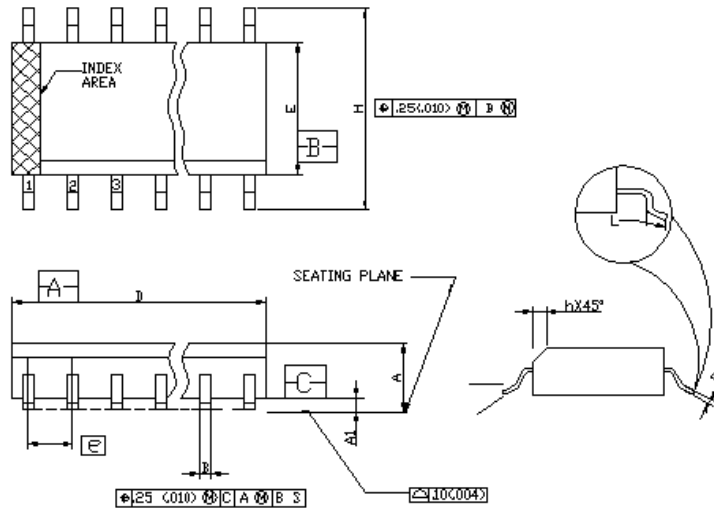 INDEX
AREA
1 2 3
E
H
B
⌖ .25(.010) Ⓜ B Ⓜ
L
A
D
SEATING PLANE
hX45°
A
C
A1
e
B
⌖ .25 (.010) Ⓜ C A Ⓜ B S
⌓ .10(.004)